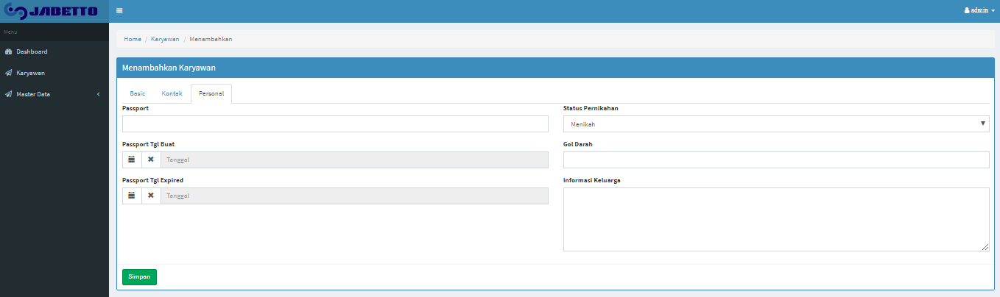 JABETTO
admin
Menu
Dashboard
Karyawan
Master Data
Home / Karyawan / Menambahkan
Menambahkan Karyawan
Basic Kontak Personal
Passport
Passport Tgl Buat
Tanggal
Passport Tgl Expired
Tanggal
Status Pernikahan
Menikah
Gol Darah
Informasi Keluarga
Simpan